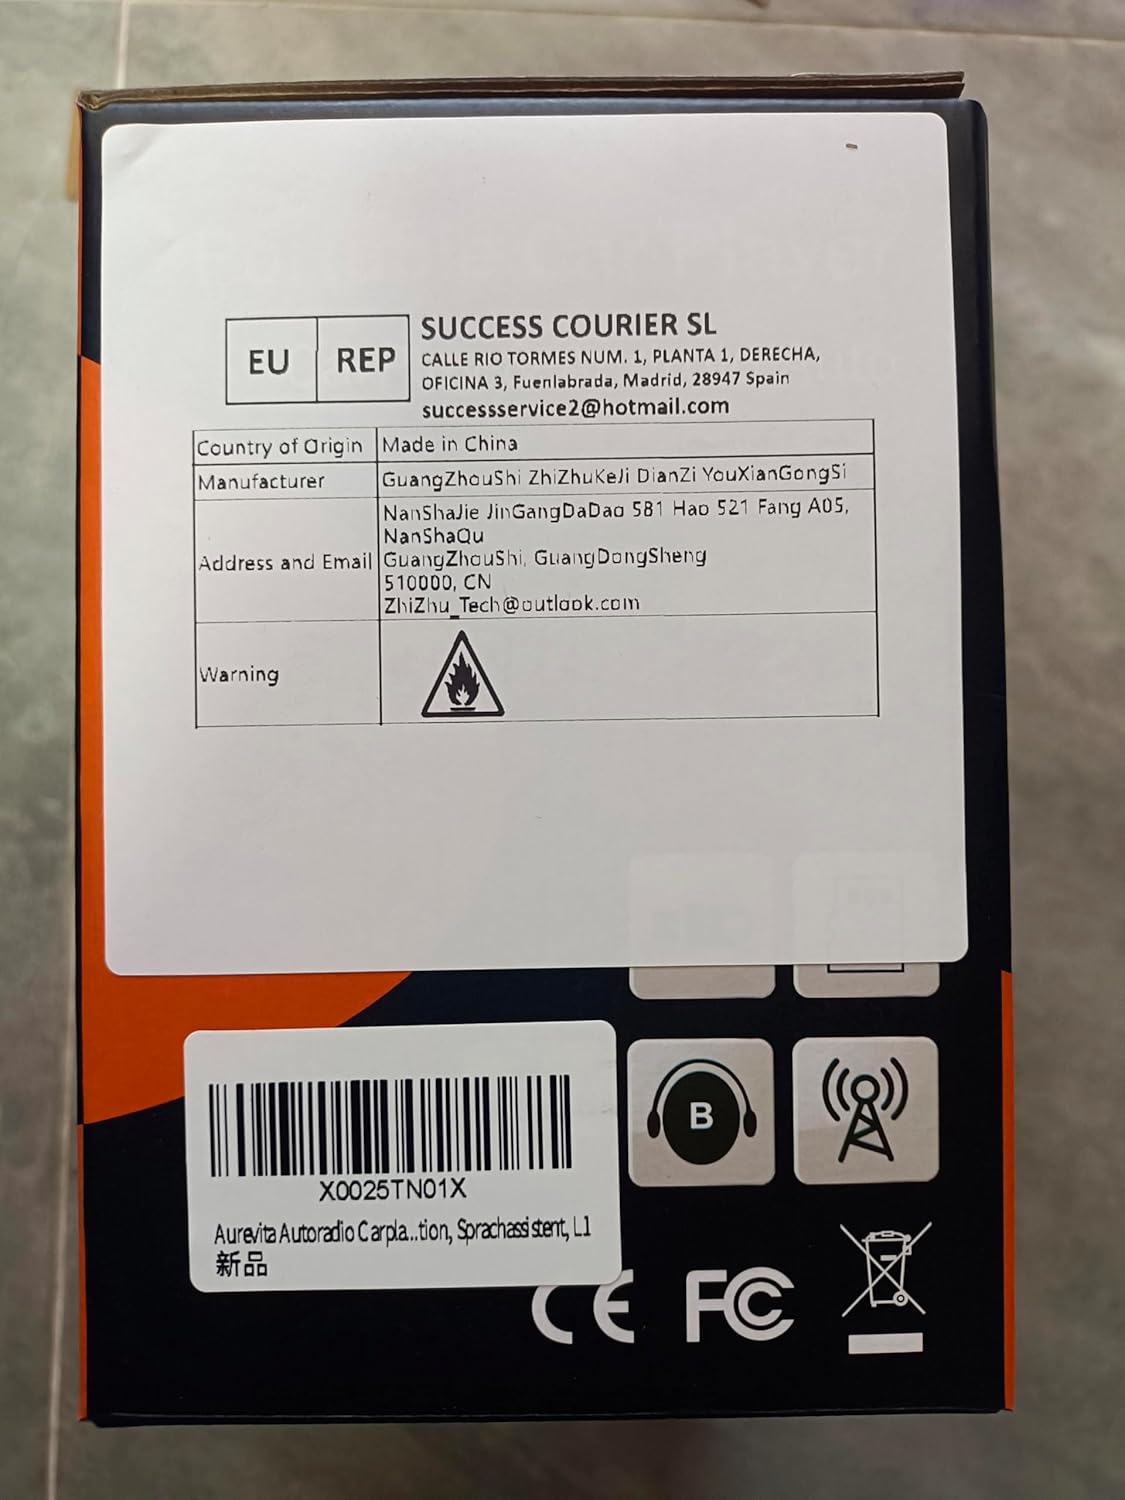 EU REP
SUCCESS COURIER SL
CALLE RIO TORMES NUM. 1, PLANTA 1, DERECHA,
OFICINA 3, Fuenlabrada, Madrid, 28947 Spain
successservice2@hotmail.com
Country of Origin Made in China
Manufacturer GuangZhouShi ZhiZhuKeJi DianZi YouXianGongSi
Address and Email NanShaJie JinGangDaDao 581 Hao 521 Fang A05,
NanShaQu
GuangZhouShi, GuangDongSheng
510000, CN
ZhiZhu_Tech@outlook.com
Warning
B
X0025TN01X
Aurevita Autoradio Carpla...tion, Sprachassistent, L1
新品
CE FC